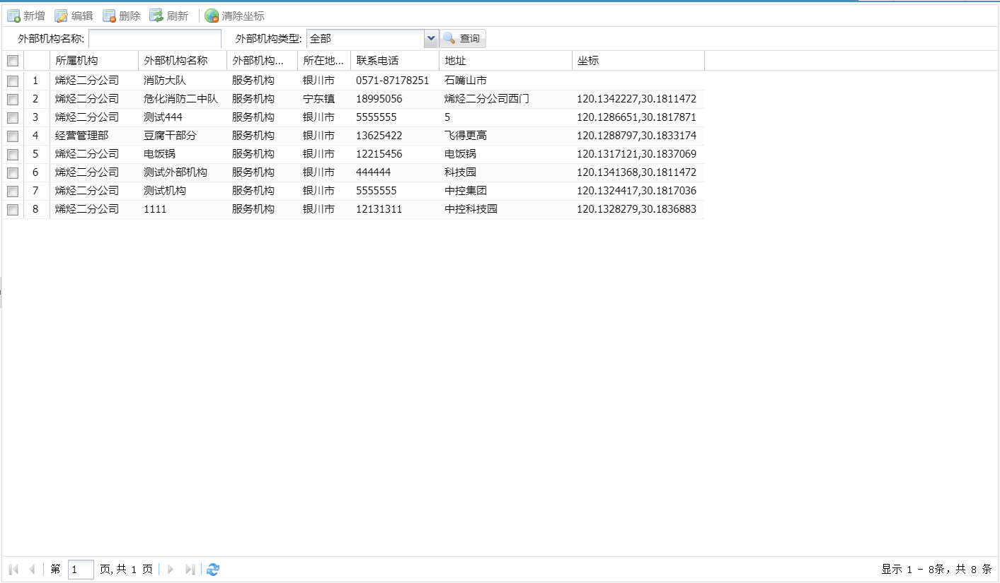 新增 编辑 删除 刷新 清除坐标
外部机构名称: 外部机构类型: 全部 查询
所属机构 外部机构名称 外部机构... 所在地... 联系电话 地址 坐标
1 烯烃二分公司 消防大队 服务机构 银川市 0571-87178251 石嘴山市
2 烯烃二分公司 危化消防二中队 服务机构 宁东镇 18995056 烯烃二分公司西门 120.1342227,30.1811472
3 烯烃二分公司 测试444 服务机构 银川市 5555555 5 120.1286651,30.1817871
4 经营管理部 豆腐干部分 服务机构 银川市 13625422 飞得更高 120.1288797,30.1833174
5 烯烃二分公司 电饭锅 服务机构 银川市 12215456 电饭锅 120.1317121,30.1837069
6 烯烃二分公司 测试外部机构 服务机构 银川市 444444 科技园 120.1341368,30.1811472
7 烯烃二分公司 测试机构 服务机构 银川市 5555555 中控集团 120.1324417,30.1817036
8 烯烃二分公司 1111 服务机构 银川市 12131311 中控科技园 120.1328279,30.1836883
第 1 页,共 1 页 显示 1 - 8条，共 8 条